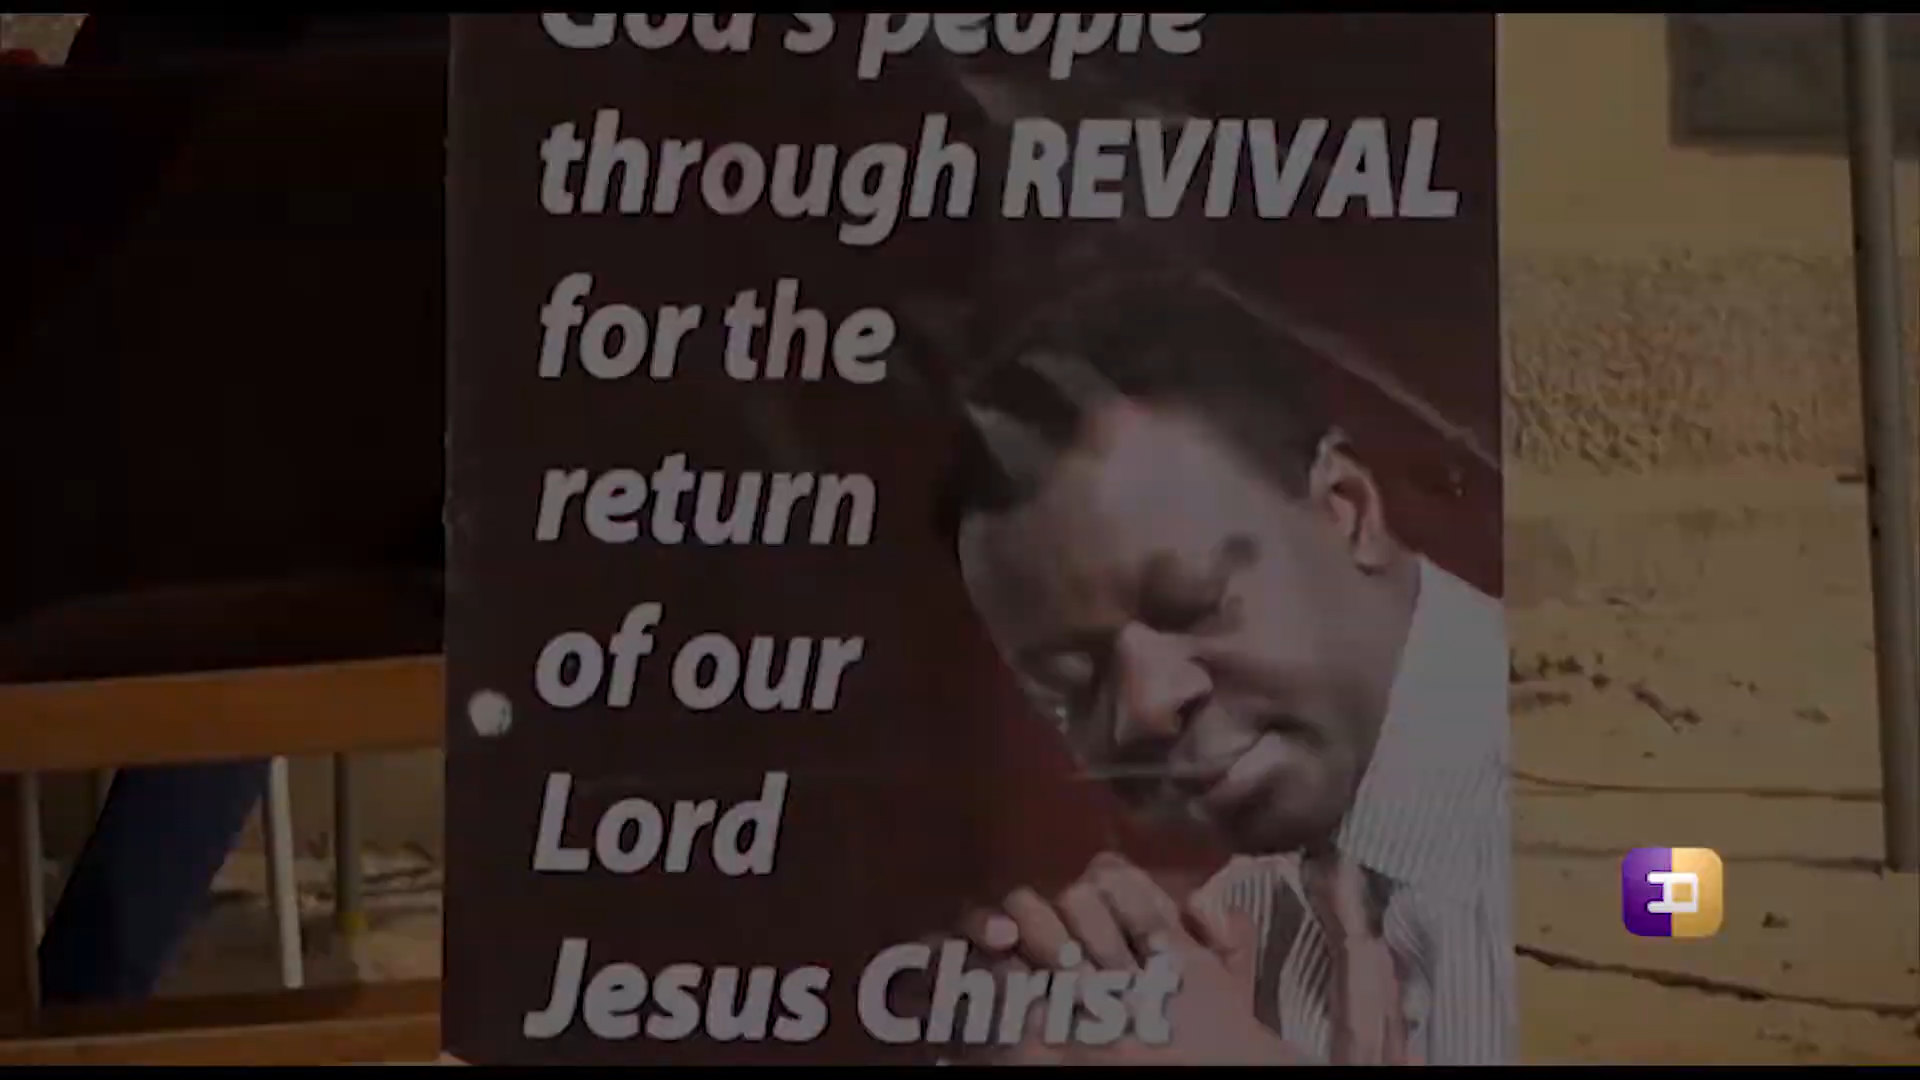 God's people
through REVIVAL
for the
return
of our
Lord
Jesus Christ